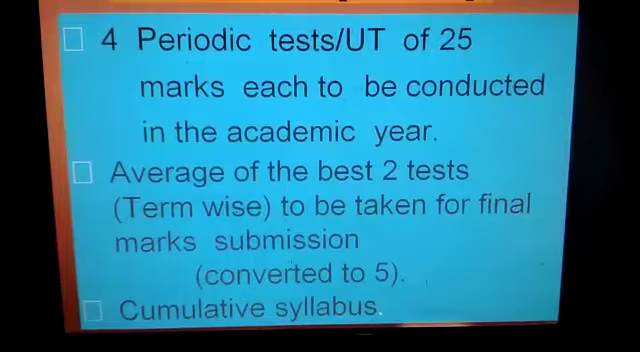 4 Periodic tests/UT of 25
marks each to be conducted
in the academic year.
Average of the best 2 tests
(Term wise) to be taken for final
marks submission
(converted to 5).
Cumulative syllabus.